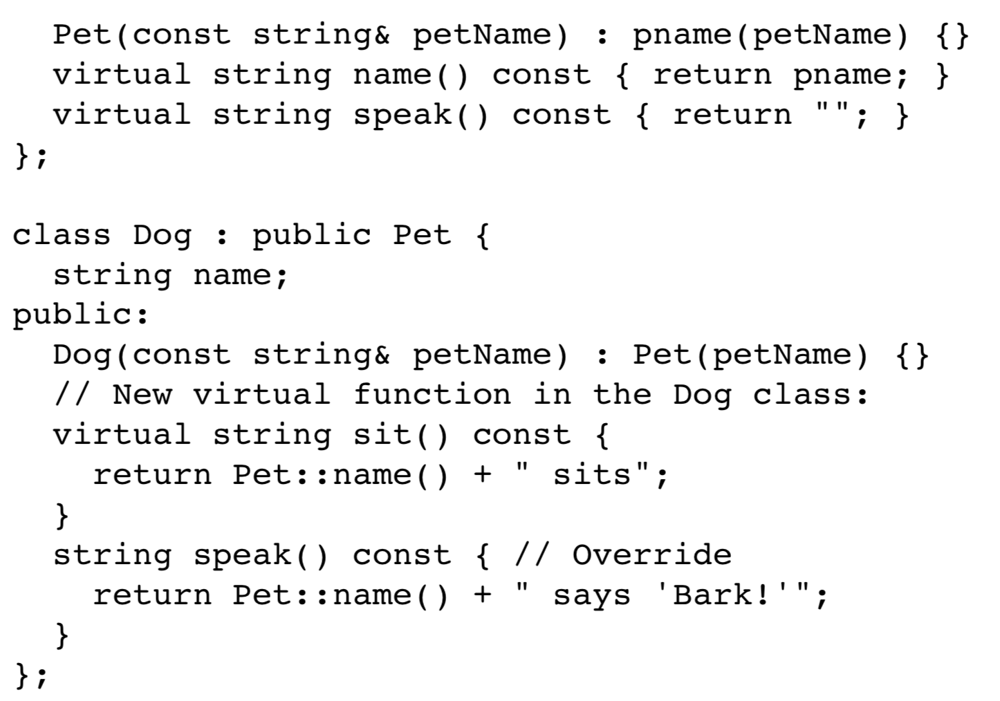 Pet(const string& petName) : pname(petName) {}
  virtual string name() const { return pname; }
  virtual string speak() const { return ""; }
};

class Dog : public Pet {
  string name;
public:
  Dog(const string& petName) : Pet(petName) {}
  // New virtual function in the Dog class:
  virtual string sit() const {
    return Pet::name() + " sits";
  }
  string speak() const { // Override
    return Pet::name() + " says 'Bark!'";
  }
};